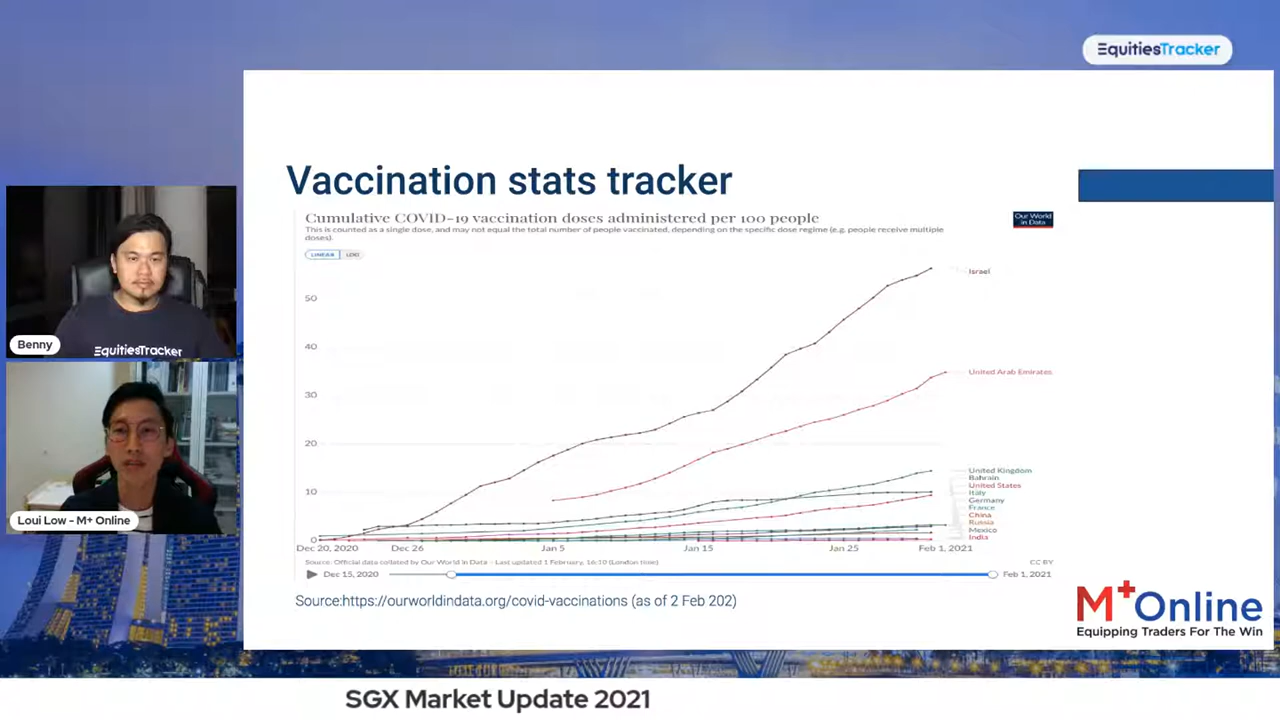 EquitiesTracker
Vaccination stats tracker
Cumulative COVID-19 vaccination doses administered per 100 people
This is counted as a single dose, and may not equal the total number of people vaccinated, depending on the specific dose regime (e.g. people receive multiple
doses).
Our World
in Data
LINEAR LOG
50
40
30
20
10
0
Israel
United Arab Emirates
United Kingdom
Bahrain
United States
Italy
Germany
France
China
Russia
Mexico
India
Dec 20, 2020 Dec 26 Jan 5 Jan 15 Jan 25 Feb 1, 2021
Source: Official data collated by Our World in Data – Last updated 1 February, 16:10 (London time) CC BY
Dec 15, 2020 Feb 1, 2021
Source:https://ourworldindata.org/covid-vaccinations (as of 2 Feb 202)
Benny
EquitiesTracker
Loui Low - M+ Online
M+Online
Equipping Traders For The Win
SGX Market Update 2021